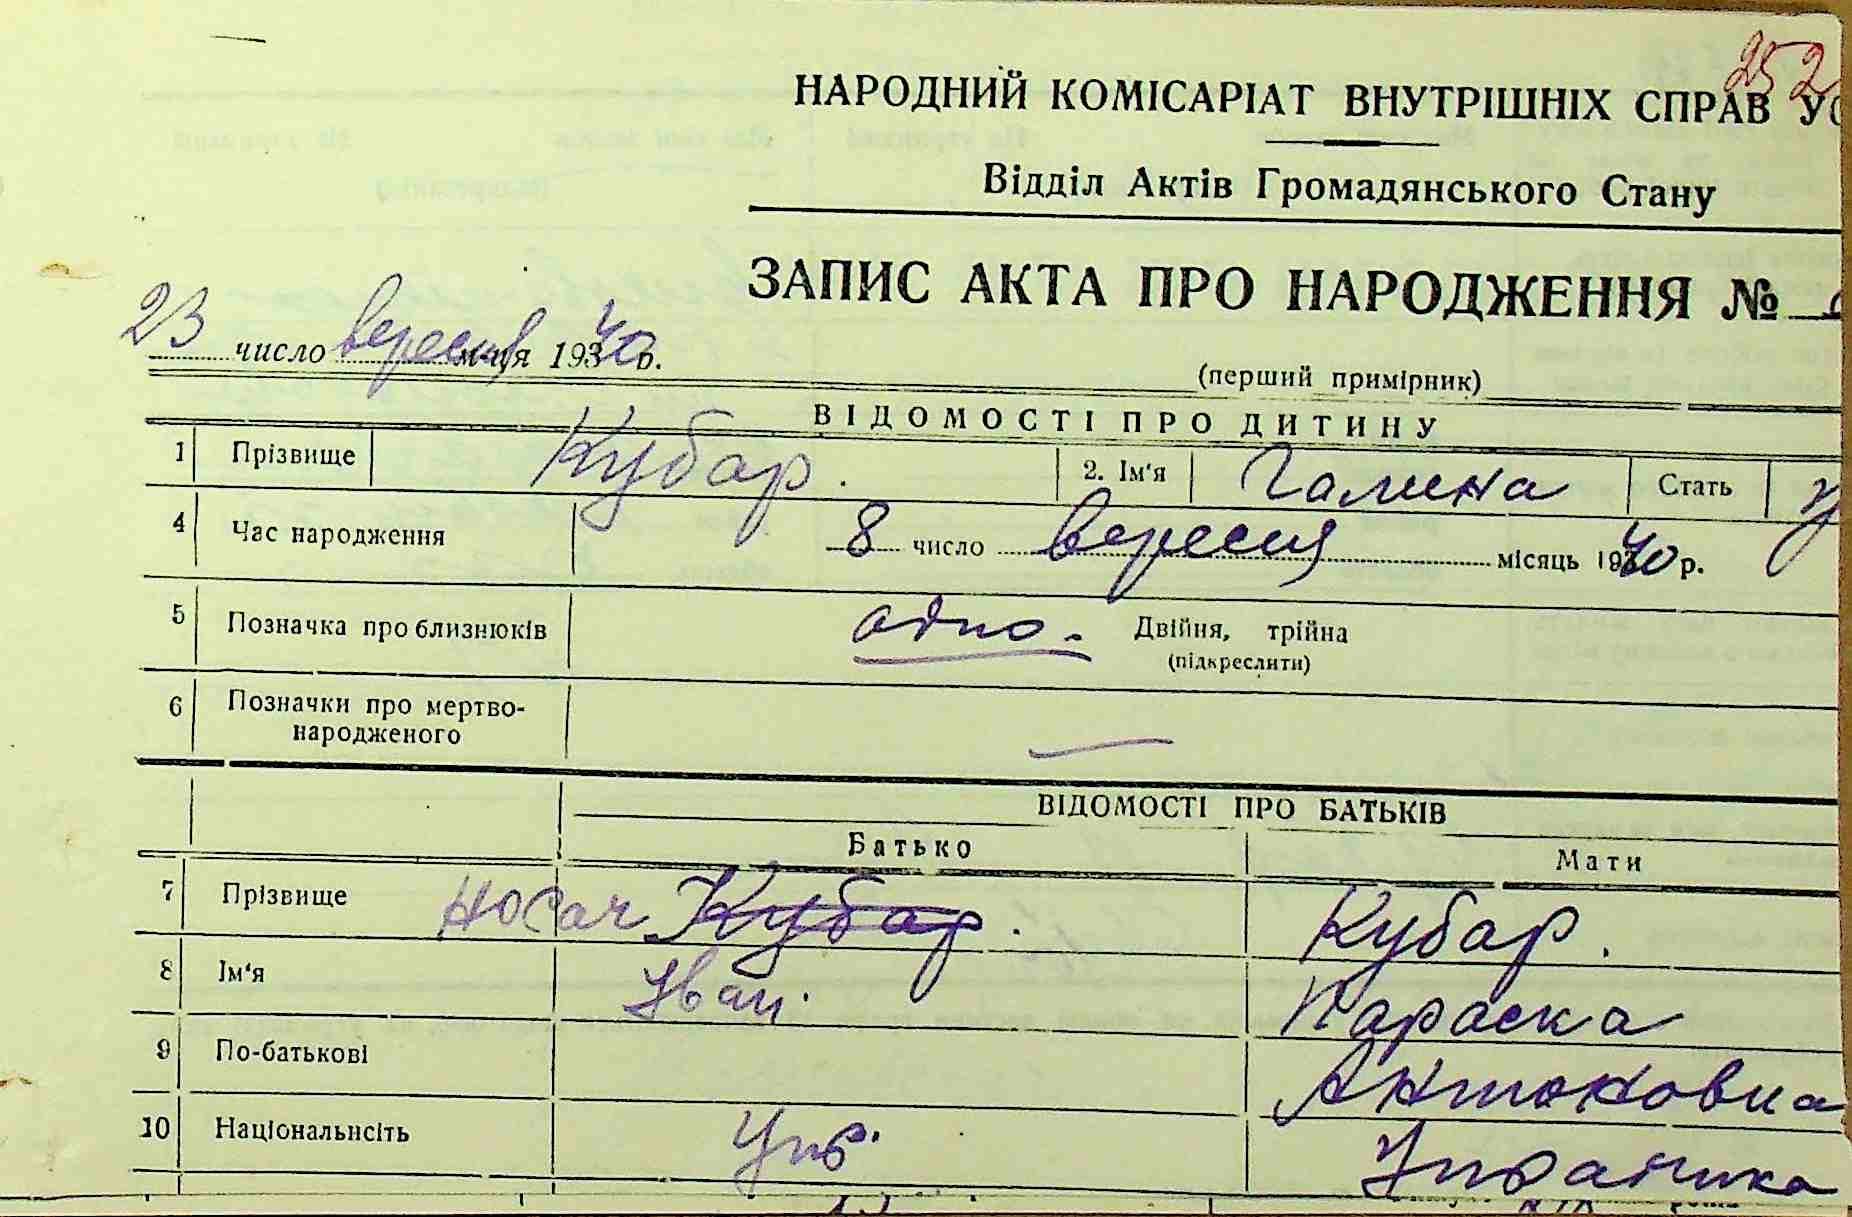 252
НАРОДНИЙ КОМІСАРІАТ ВНУТРІШНІХ СПРАВ
Відділ Актів Громадянського Стану
ЗАПИС АКТА ПРО НАРОДЖЕННЯ №
23 число вересня м-ця 1940 р.
(перший примірник)
ВІДОМОСТІ ПРО ДИТИНУ
1 Прізвище Кубар. 2. Ім'я Галина Стать
4 Час народження 8 число вересня місяць 1940 р.
5 Позначка про близнюків одно. Двійня, трійна
(підкреслити)
6 Позначки про мертво-
народженого —
ВІДОМОСТІ ПРО БАТЬКІВ
Батько Мати
7 Прізвище Носач Кубар. Кубар.
8 Ім'я Іван. Параска
9 По-батькові Антоновна
10 Національність Укр. Українка